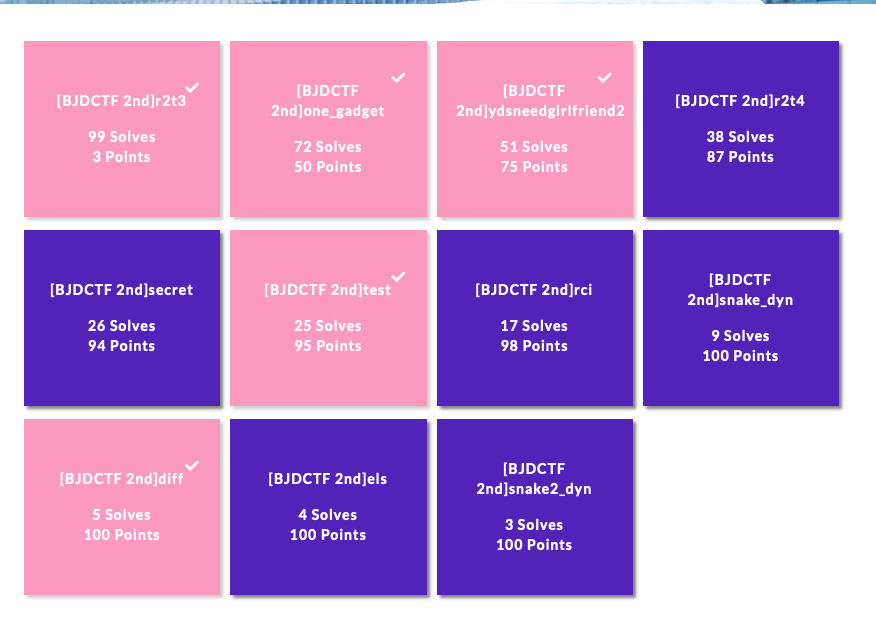 [BJDCTF 2nd]r2t3
99 Solves
3 Points
[BJDCTF
2nd]one_gadget
72 Solves
50 Points
[BJDCTF
2nd]ydsneedgirlfriend2
51 Solves
75 Points
[BJDCTF 2nd]r2t4
38 Solves
87 Points
[BJDCTF 2nd]secret
26 Solves
94 Points
[BJDCTF 2nd]test
25 Solves
95 Points
[BJDCTF 2nd]rci
17 Solves
98 Points
[BJDCTF
2nd]snake_dyn
9 Solves
100 Points
[BJDCTF 2nd]diff
5 Solves
100 Points
[BJDCTF 2nd]els
4 Solves
100 Points
[BJDCTF
2nd]snake2_dyn
3 Solves
100 Points